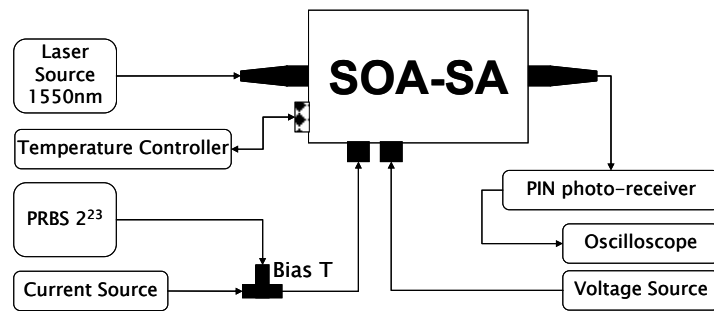 Laser
Source
1550nm
SOA-SA
Temperature Controller
PIN photo-receiver
PRBS 2²³
Oscilloscope
Bias T
Current Source
Voltage Source